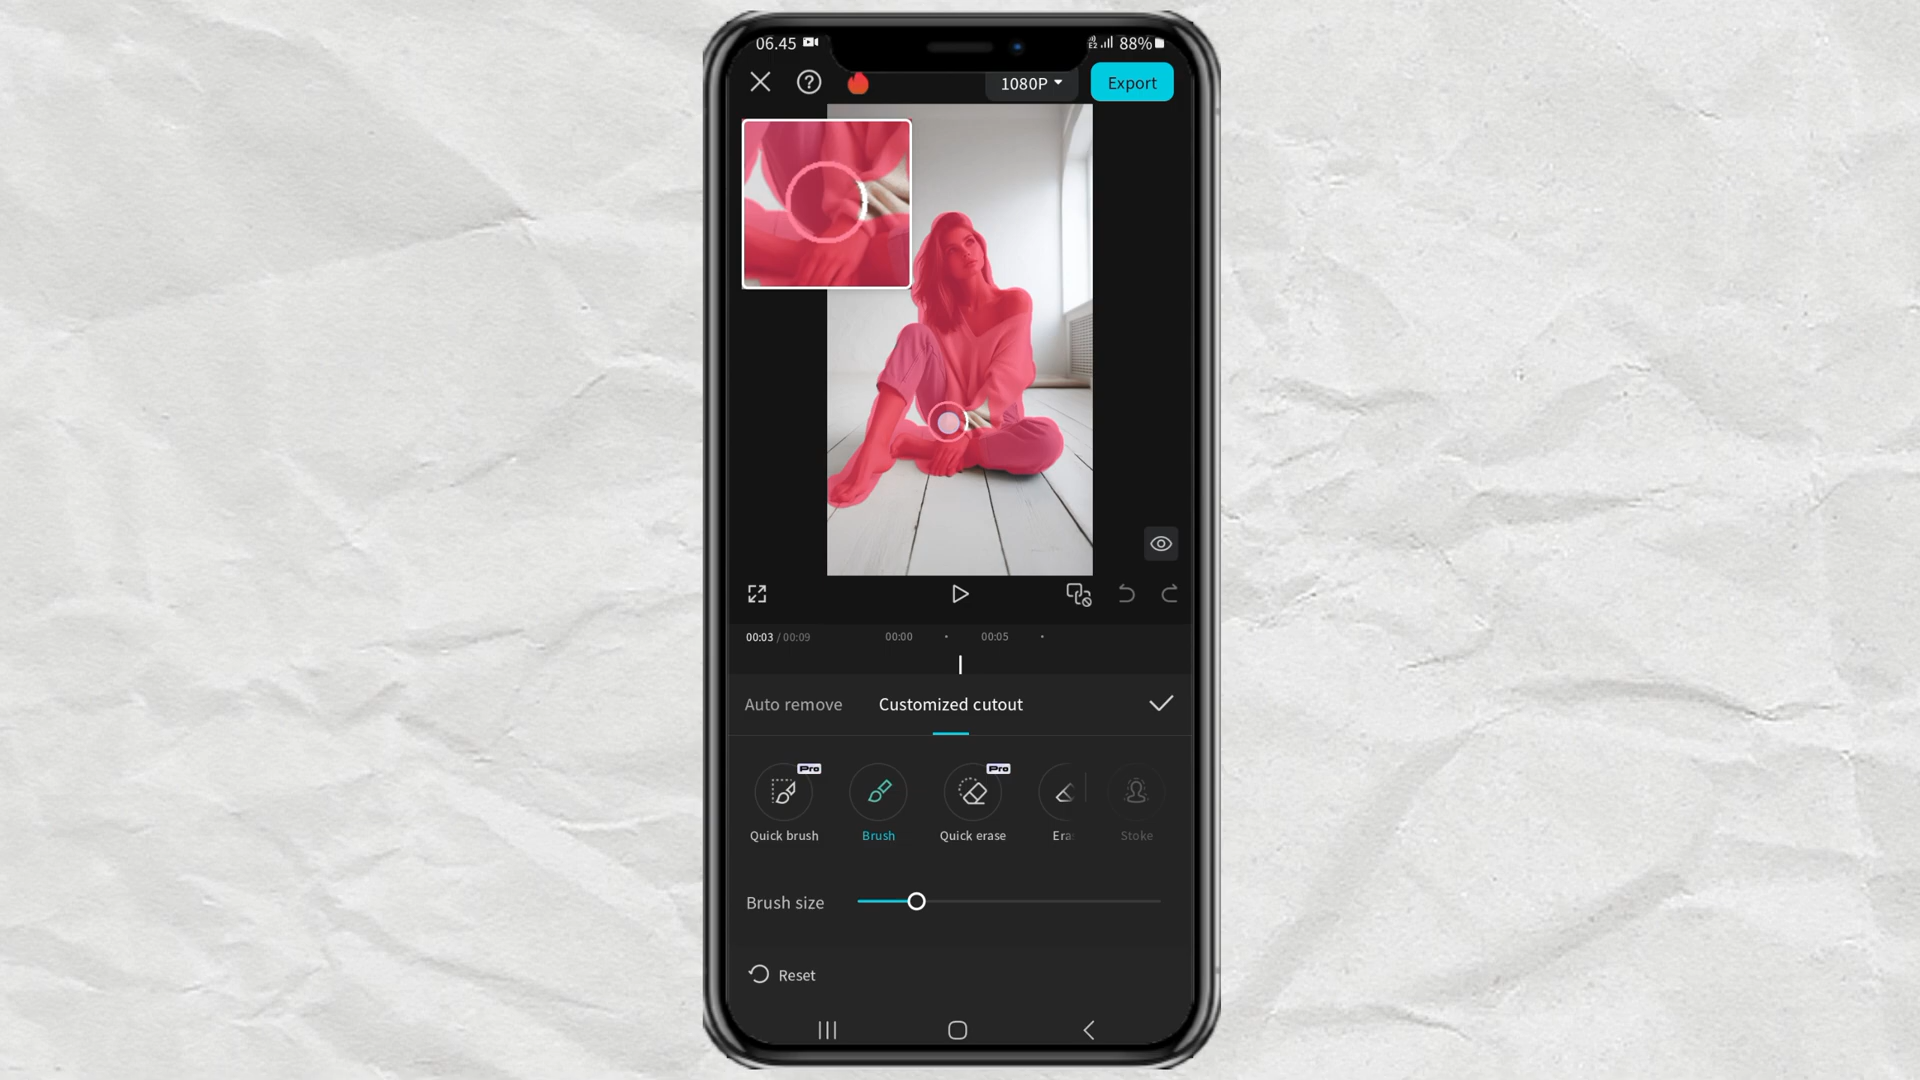 06.45 88%
1080P Export
00:03 / 00:09 00:00 00:05
Auto remove Customized cutout
Pro Pro
Quick brush Brush Quick erase Era Stoke
Brush size
Reset